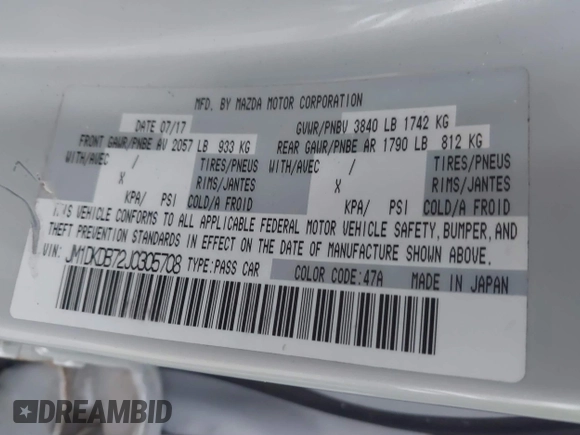 MFD. BY MAZDA MOTOR CORPORATION
DATE 07/17 GVWR/PNBV 3840 LB 1742 KG
FRONT GAWR/PNBE AV 2057 LB 933 KG REAR GAWR/PNBE AR 1790 LB 812 KG
WITH/AVEC / TIRES/PNEUS WITH/AVEC / TIRES/PNEUS
X RIMS/JANTES X RIMS/JANTES
KPA/ PSI COLD/A FROID KPA/ PSI COLD/A FROID
THIS VEHICLE CONFORMS TO ALL APPLICABLE FEDERAL MOTOR VEHICLE SAFETY, BUMPER, AND
THEFT PREVENTION STANDARDS IN EFFECT ON THE DATE OF MANUFACTURE SHOWN ABOVE.
VIN: JM1DKDB72J0305708 TYPE:PASS CAR COLOR CODE:47A MADE IN JAPAN
DREAMBID